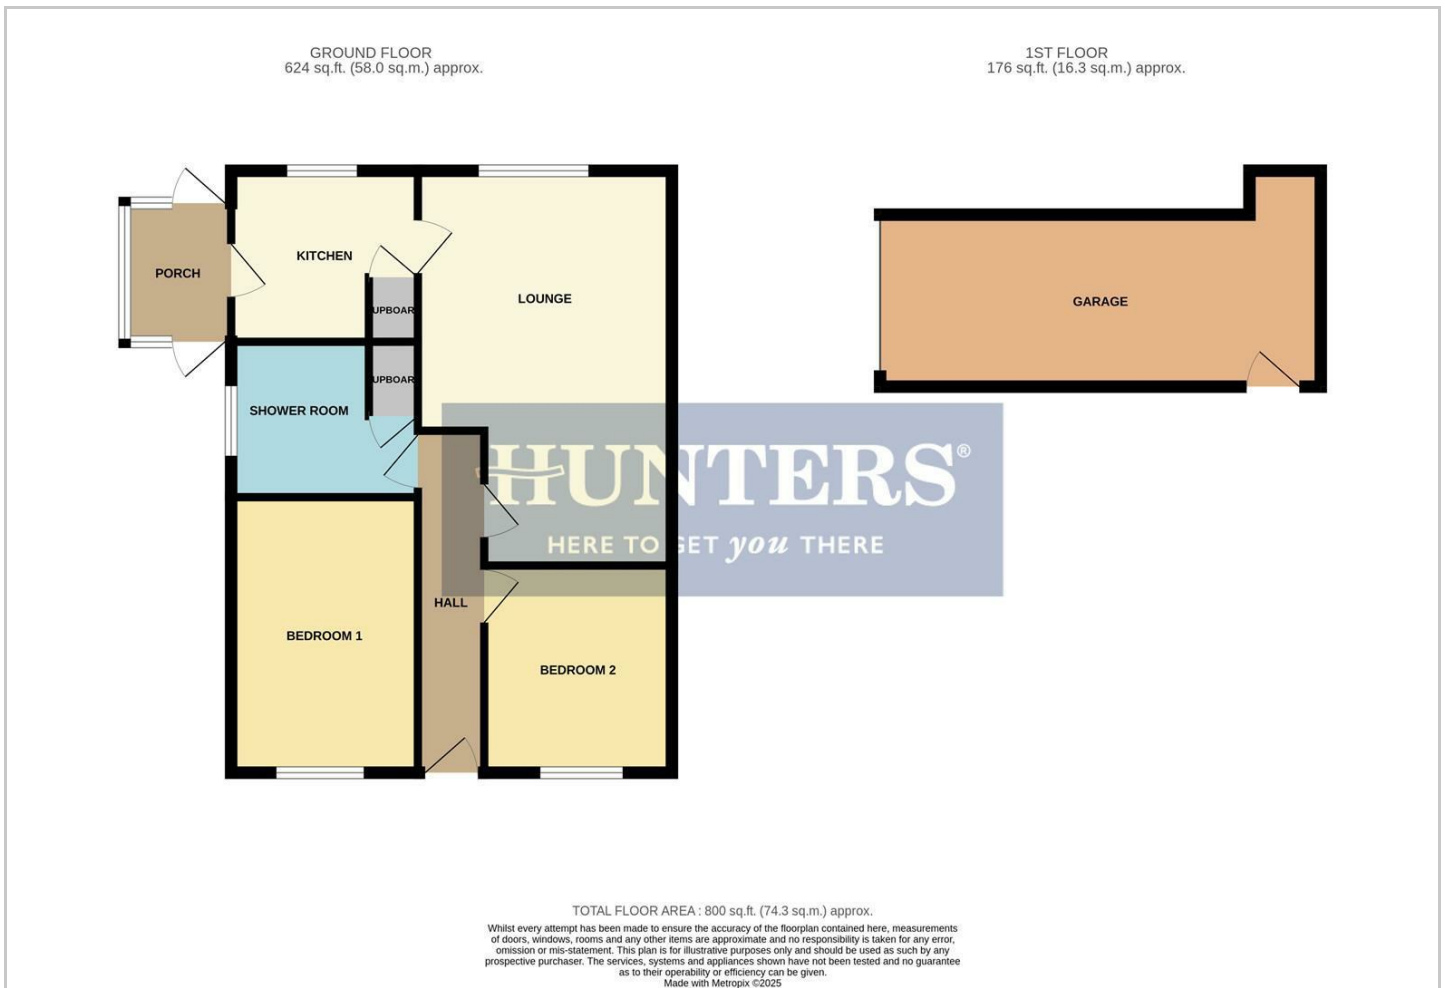 GROUND FLOOR
624 sq.ft. (58.0 sq.m.) approx.
1ST FLOOR
176 sq.ft. (16.3 sq.m.) approx.
PORCH
KITCHEN
UPBOAR
LOUNGE
GARAGE
UPBOAR
SHOWER ROOM
HUNTERS®
HERE TO GET you THERE
HALL
BEDROOM 1
BEDROOM 2
TOTAL FLOOR AREA : 800 sq.ft. (74.3 sq.m.) approx.
Whilst every attempt has been made to ensure the accuracy of the floorplan contained here, measurements
of doors, windows, rooms and any other items are approximate and no responsibility is taken for any error,
omission or mis-statement. This plan is for illustrative purposes only and should be used as such by any
prospective purchaser. The services, systems and appliances shown have not been tested and no guarantee
as to their operability or efficiency can be given.
Made with Metropix ©2025